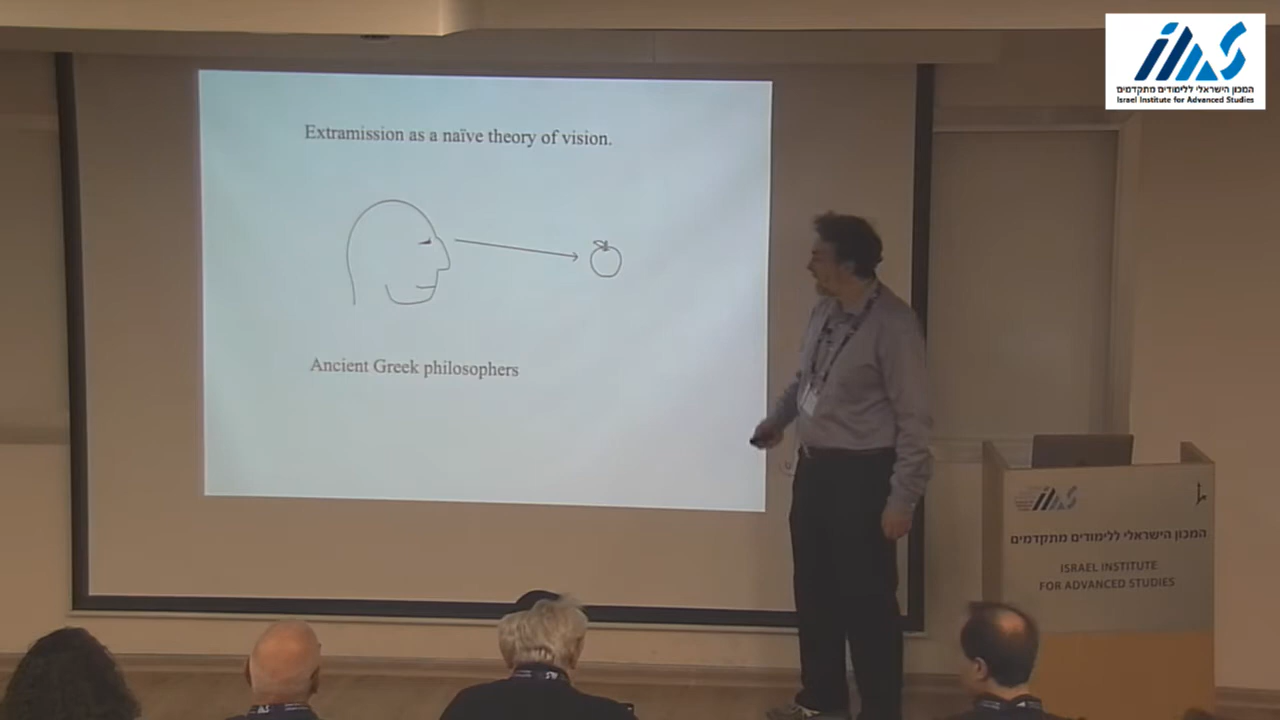 המכון הישראלי ללימודים מתקדמים
Israel Institute for Advanced Studies
Extramission as a naïve theory of vision.
Ancient Greek philosophers
המכון הישראלי ללימודים מתקדמים
ISRAEL INSTITUTE
FOR ADVANCED STUDIES